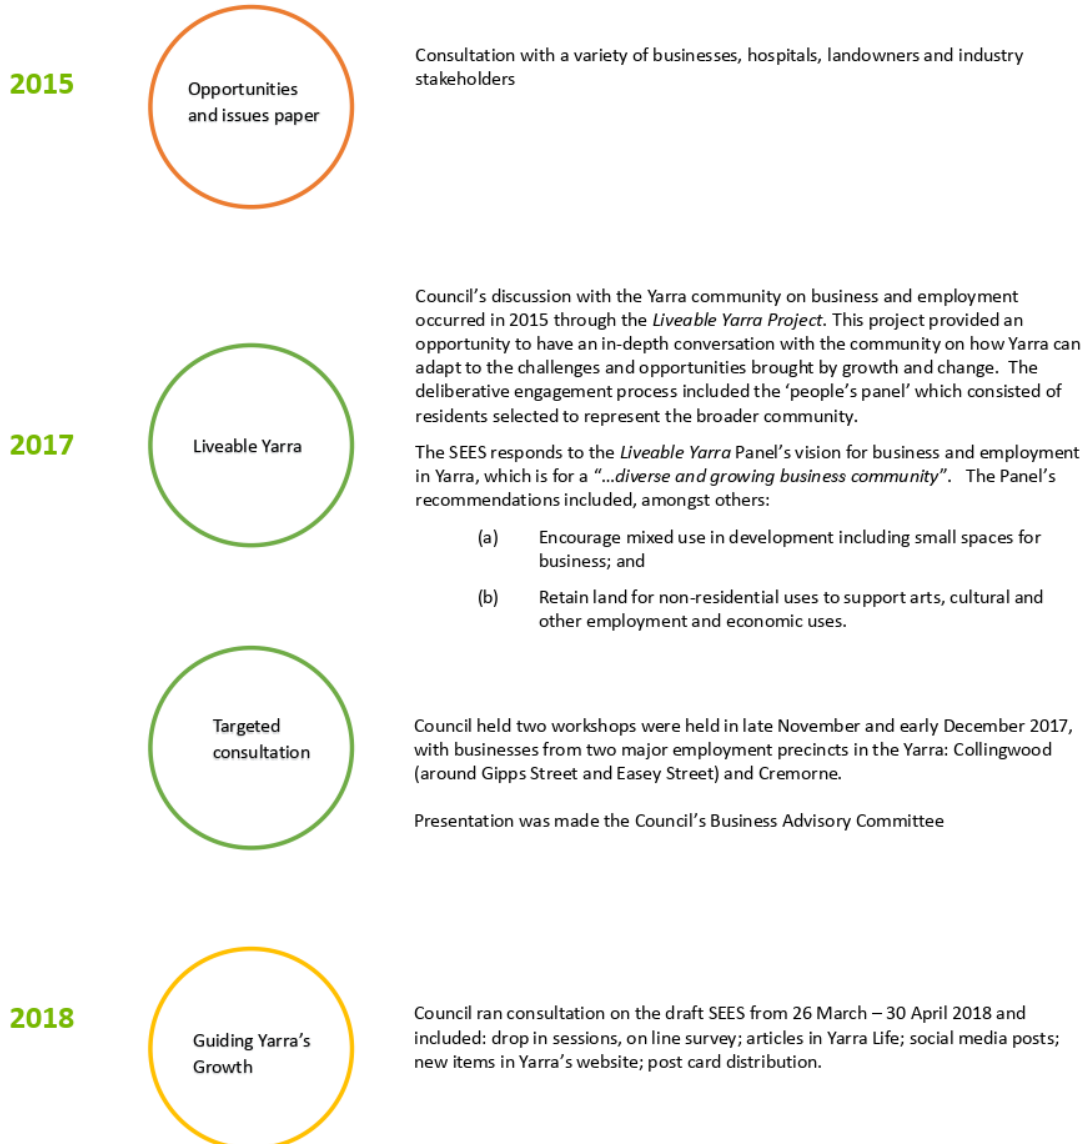 2015
Opportunities
and issues paper
Consultation with a variety of businesses, hospitals, landowners and industry
stakeholders
2017
Liveable Yarra
Council’s discussion with the Yarra community on business and employment
occurred in 2015 through the Liveable Yarra Project. This project provided an
opportunity to have an in-depth conversation with the community on how Yarra can
adapt to the challenges and opportunities brought by growth and change.  The
deliberative engagement process included the ‘people’s panel’ which consisted of
residents selected to represent the broader community.
The SEES responds to the Liveable Yarra Panel’s vision for business and employment
in Yarra, which is for a “…diverse and growing business community”.   The Panel’s
recommendations included, amongst others:
(a) Encourage mixed use in development including small spaces for
business; and
(b) Retain land for non-residential uses to support arts, cultural and
other employment and economic uses.
Targeted
consultation
Council held two workshops were held in late November and early December 2017,
with businesses from two major employment precincts in the Yarra: Collingwood
(around Gipps Street and Easey Street) and Cremorne.
Presentation was made the Council’s Business Advisory Committee
2018
Guiding Yarra’s
Growth
Council ran consultation on the draft SEES from 26 March – 30 April 2018 and
included: drop in sessions, on line survey; articles in Yarra Life; social media posts;
new items in Yarra’s website; post card distribution.